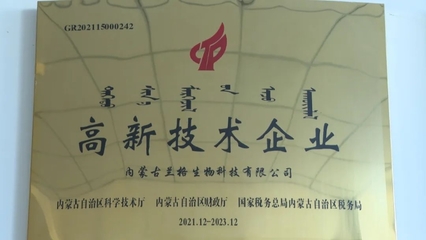 GR202115000242
高新技术企业
内蒙古兰格生物科技有限公司
内蒙古自治区科学技术厅 内蒙古自治区财政厅 国家税务总局内蒙古自治区税务局
2021.12-2023.12